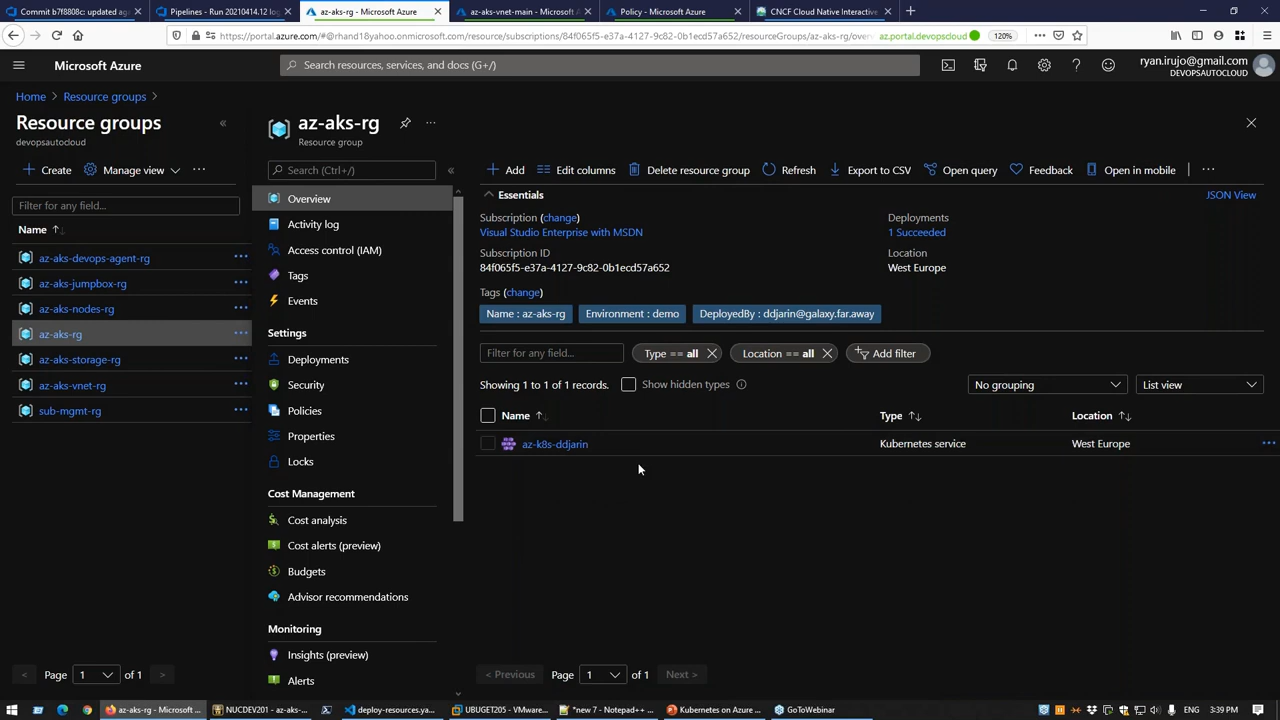 Commit b7f8808c: updated age
Pipelines - Run 20210414.12 log
az-aks-rg - Microsoft Azure
az-aks-vnet-main - Microsoft A
Policy - Microsoft Azure
CNCF Policy Native Interactive
https://portal.azure.com/#@rhand18yahoo.onmicrosoft.com/resource/subscriptions/84f065f5-e37a-4127-9c82-0b1ecd57a652/resourceGroups/az-aks-rg/over
az.portal.devopscloud
120%
Microsoft Azure
Search resources, services, and docs (G+/)
ryan.irujo@gmail.com
DEVOPSAUTOCLOUD
Home > Resource groups >
Resource groups
devopsautocloud
Create
Manage view
Filter for any field...
Name
az-aks-devops-agent-rg
az-aks-jumpbox-rg
az-aks-nodes-rg
az-aks-rg
az-aks-storage-rg
az-aks-vnet-rg
sub-mgmt-rg
< Page 1 of 1 >
az-aks-rg
Resource group
Search (Ctrl+/)
Overview
Activity log
Access control (IAM)
Tags
Events
Settings
Deployments
Security
Policies
Properties
Locks
Cost Management
Cost analysis
Cost alerts (preview)
Budgets
Advisor recommendations
Monitoring
Insights (preview)
Alerts
Add
Edit columns
Delete resource group
Refresh
Export to CSV
Open query
Feedback
Open in mobile
Essentials
JSON View
Subscription (change)
Visual Studio Enterprise with MSDN
Subscription ID
84f065f5-e37a-4127-9c82-0b1ecd57a652
Deployments
1 Succeeded
Location
West Europe
Tags (change)
Name : az-aks-rg
Environment : demo
DeployedBy : ddjarin@galaxy.far.away
Filter for any field...
Type == all
Location == all
Add filter
Showing 1 to 1 of 1 records.
Show hidden types
No grouping
List view
Name
Type
Location
az-k8s-ddjarin
Kubernetes service
West Europe
< Previous
Page 1 of 1
Next >
az-aks-rg - Microsoft ...
NUCDEV201 - az-aks-...
deploy-resources.ya...
UBUGET205 - VMware...
*new 7 - Notepad++ ...
Kubernetes on Azure ...
GoToWebinar
ENG
3:39 PM